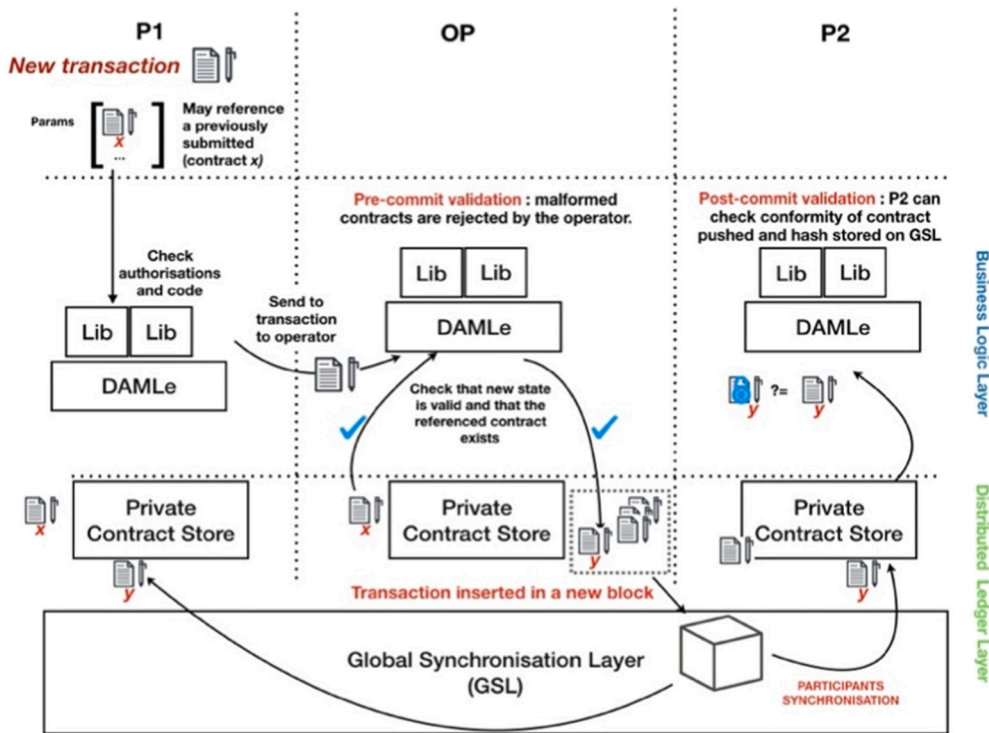 P1
OP
P2
New transaction
Params
x
...
May reference
a previously
submitted
(contract x)
Pre-commit validation : malformed
contracts are rejected by the operator.
Post-commit validation : P2 can
check conformity of contract
pushed and hash stored on GSL
Check
authorisations
and code
Lib
Lib
DAMLe
Send to
transaction
to operator
Lib
Lib
DAMLe
Check that new state
is valid and that the
referenced contract
exists
Lib
Lib
DAMLe
y
?=
y
Business Logic Layer
x
Private
Contract Store
y
x
Private
Contract Store
y
Private
Contract Store
y
Transaction inserted in a new block
Global Synchronisation Layer
(GSL)
PARTICIPANTS
SYNCHRONISATION
Distributed Ledger Layer